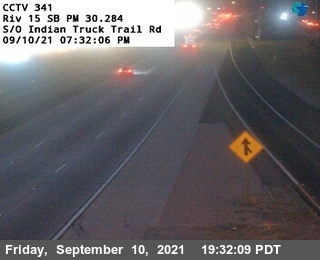 CCTV 341
Riv 15 SB PM 30.284
S/O Indian Truck Trail Rd
09/10/21 07:32:06 PM
Friday, September 10, 2021 19:32:09 PDT